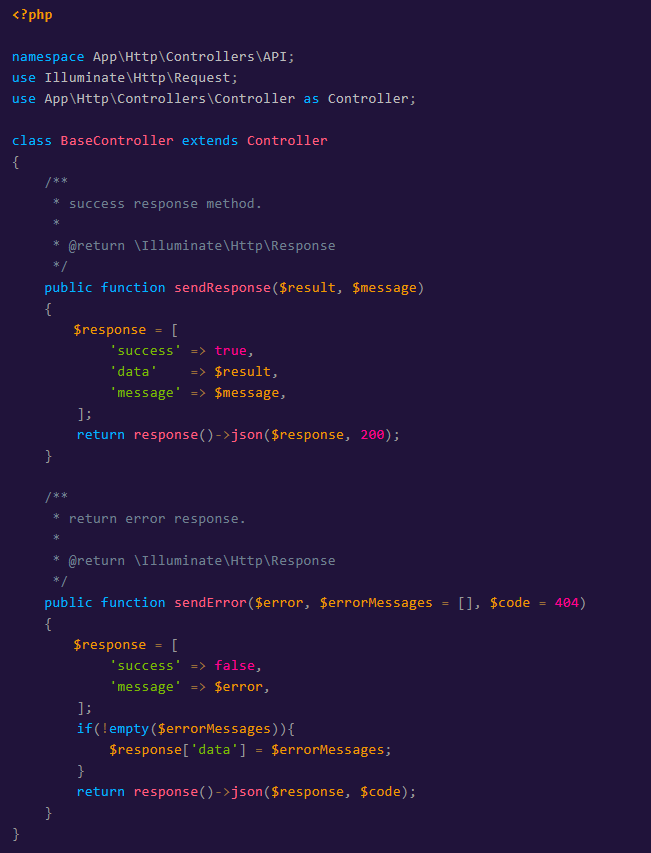 <?php
namespace App\Http\Controllers\API;
use Illuminate\Http\Request;
use App\Http\Controllers\Controller as Controller;
class BaseController extends Controller
{
/**
* success response method.
*
* @return \Illuminate\Http\Response
*/
public function sendResponse($result, $message)
{
$response = [
'success' => true,
'data'    => $result,
'message' => $message,
];
return response()->json($response, 200);
}
/**
* return error response.
*
* @return \Illuminate\Http\Response
*/
public function sendError($error, $errorMessages = [], $code = 404)
{
$response = [
'success' => false,
'message' => $error,
];
if(!empty($errorMessages)){
$response['data'] = $errorMessages;
}
return response()->json($response, $code);
}
}